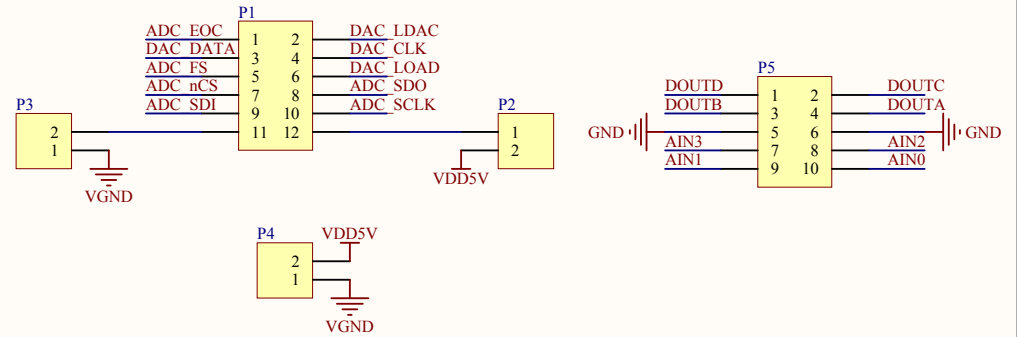 P1
ADC_EOC 1 2 DAC_LDAC
DAC_DATA 3 4 DAC_CLK
ADC_FS 5 6 DAC_LOAD
ADC_nCS 7 8 ADC_SDO
ADC_SDI 9 10 ADC_SCLK
11 12
P3
2
1
VGND
P2
1
2
VDD5V
P4
VDD5V
2
1
VGND
P5
DOUTD 1 2 DOUTC
DOUTB 3 4 DOUTA
GND 5 6 GND
AIN3 7 8 AIN2
AIN1 9 10 AIN0